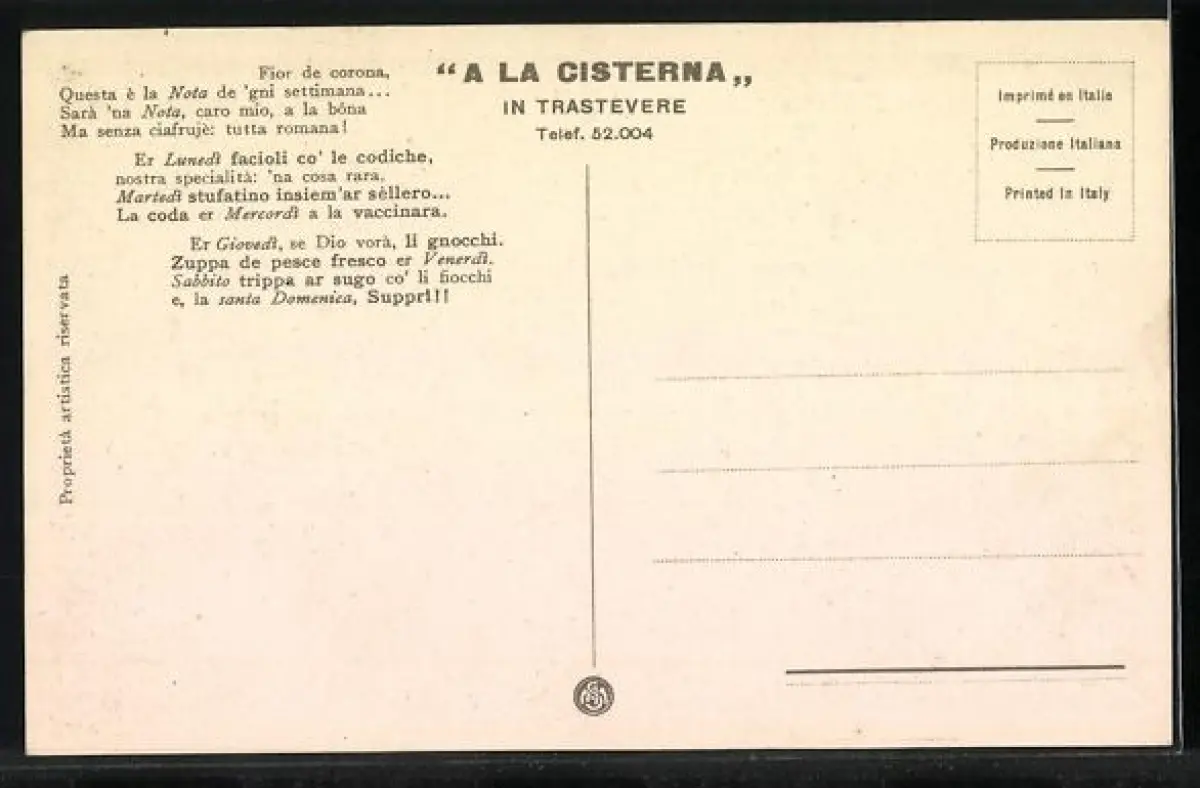 Fior de corona,
Questa è la Nota de 'gni settimana...
Sarà 'na Nota, caro mio, a la bôna
Ma senza ciafrujè: tutta romana!
Er Lunedì facioli co' le codiche,
nostra specialità: 'na cosa rara.
Martedì stufatino insiem'ar sèllero...
La coda er Mercordì a la vaccinara.
Er Giovedì, se Dio vorà, li gnocchi.
Zuppa de pesce fresco er Venerdì.
Sabbito trippa ar sugo co' li fiocchi
e, la santa Domenica, Supprì!!
Proprietà artistica riservata
“A LA CISTERNA„
IN TRASTEVERE
Telef. 52.004
Imprimé en Italie
Produzione Italiana
Printed in Italy